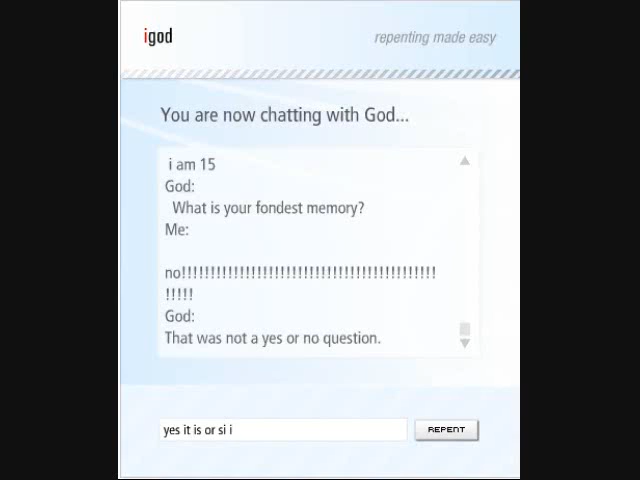 igod
repenting made easy
You are now chatting with God...
i am 15
God:
What is your fondest memory?
Me:
no!!!!!!!!!!!!!!!!!!!!!!!!!!!!!!!!!!!!!!!!!!!!
!!!!!
God:
That was not a yes or no question.
yes it is or si i
REPENT